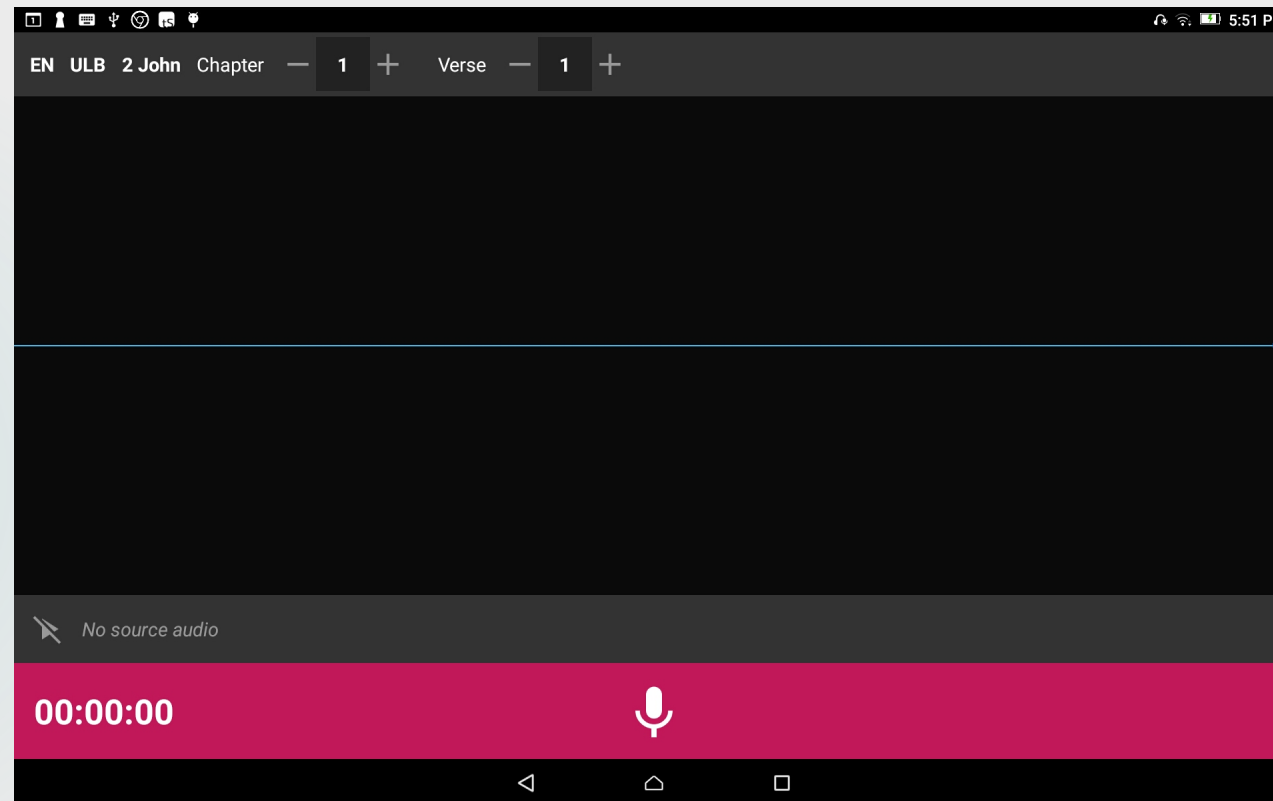 5:51 P
EN ULB 2 John Chapter — 1 + Verse — 1 +
No source audio
00:00:00